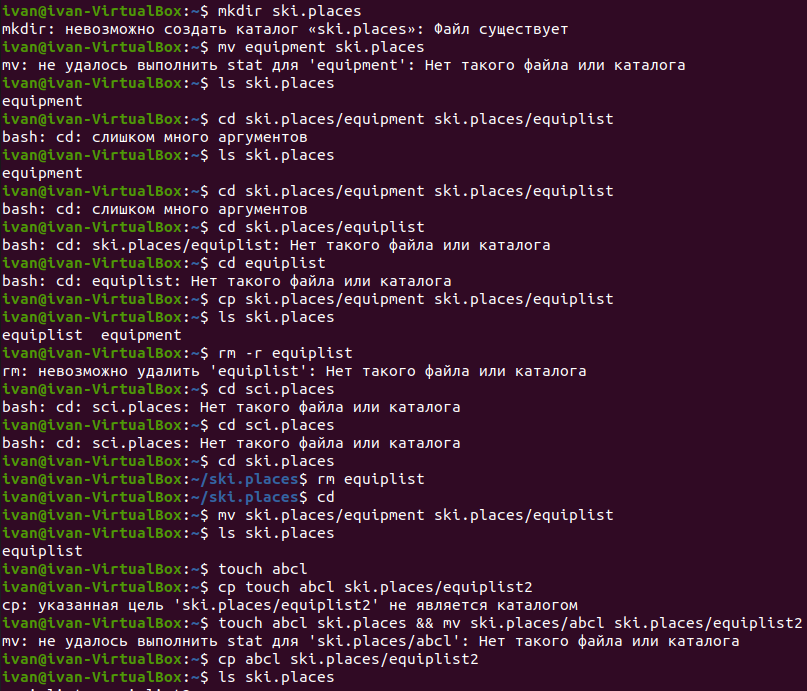 ivan@ivan-VirtualBox:~$ mkdir ski.places
mkdir: невозможно создать каталог «ski.places»: Файл существует
ivan@ivan-VirtualBox:~$ mv equipment ski.places
mv: не удалось выполнить stat для 'equipment': Нет такого файла или каталога
ivan@ivan-VirtualBox:~$ ls ski.places
equipment
ivan@ivan-VirtualBox:~$ cd ski.places/equipment ski.places/equiplist
bash: cd: слишком много аргументов
ivan@ivan-VirtualBox:~$ ls ski.places
equipment
ivan@ivan-VirtualBox:~$ cd ski.places/equipment ski.places/equiplist
bash: cd: слишком много аргументов
ivan@ivan-VirtualBox:~$ cd ski.places/equiplist
bash: cd: ski.places/equiplist: Нет такого файла или каталога
ivan@ivan-VirtualBox:~$ cd equiplist
bash: cd: equiplist: Нет такого файла или каталога
ivan@ivan-VirtualBox:~$ cp ski.places/equipment ski.places/equiplist
ivan@ivan-VirtualBox:~$ ls ski.places
equiplist  equipment
ivan@ivan-VirtualBox:~$ rm -r equiplist
rm: невозможно удалить 'equiplist': Нет такого файла или каталога
ivan@ivan-VirtualBox:~$ cd sci.places
bash: cd: sci.places: Нет такого файла или каталога
ivan@ivan-VirtualBox:~$ cd sci.places
bash: cd: sci.places: Нет такого файла или каталога
ivan@ivan-VirtualBox:~$ cd ski.places
ivan@ivan-VirtualBox:~/ski.places$ rm equiplist
ivan@ivan-VirtualBox:~/ski.places$ cd
ivan@ivan-VirtualBox:~$ mv ski.places/equipment ski.places/equiplist
ivan@ivan-VirtualBox:~$ ls ski.places
equiplist
ivan@ivan-VirtualBox:~$ touch abcl
ivan@ivan-VirtualBox:~$ cp touch abcl ski.places/equiplist2
cp: указанная цель 'ski.places/equiplist2' не является каталогом
ivan@ivan-VirtualBox:~$ touch abcl ski.places && mv ski.places/abcl ski.places/equiplist2
mv: не удалось выполнить stat для 'ski.places/abcl': Нет такого файла или каталога
ivan@ivan-VirtualBox:~$ cp abcl ski.places/equiplist2
ivan@ivan-VirtualBox:~$ ls ski.places